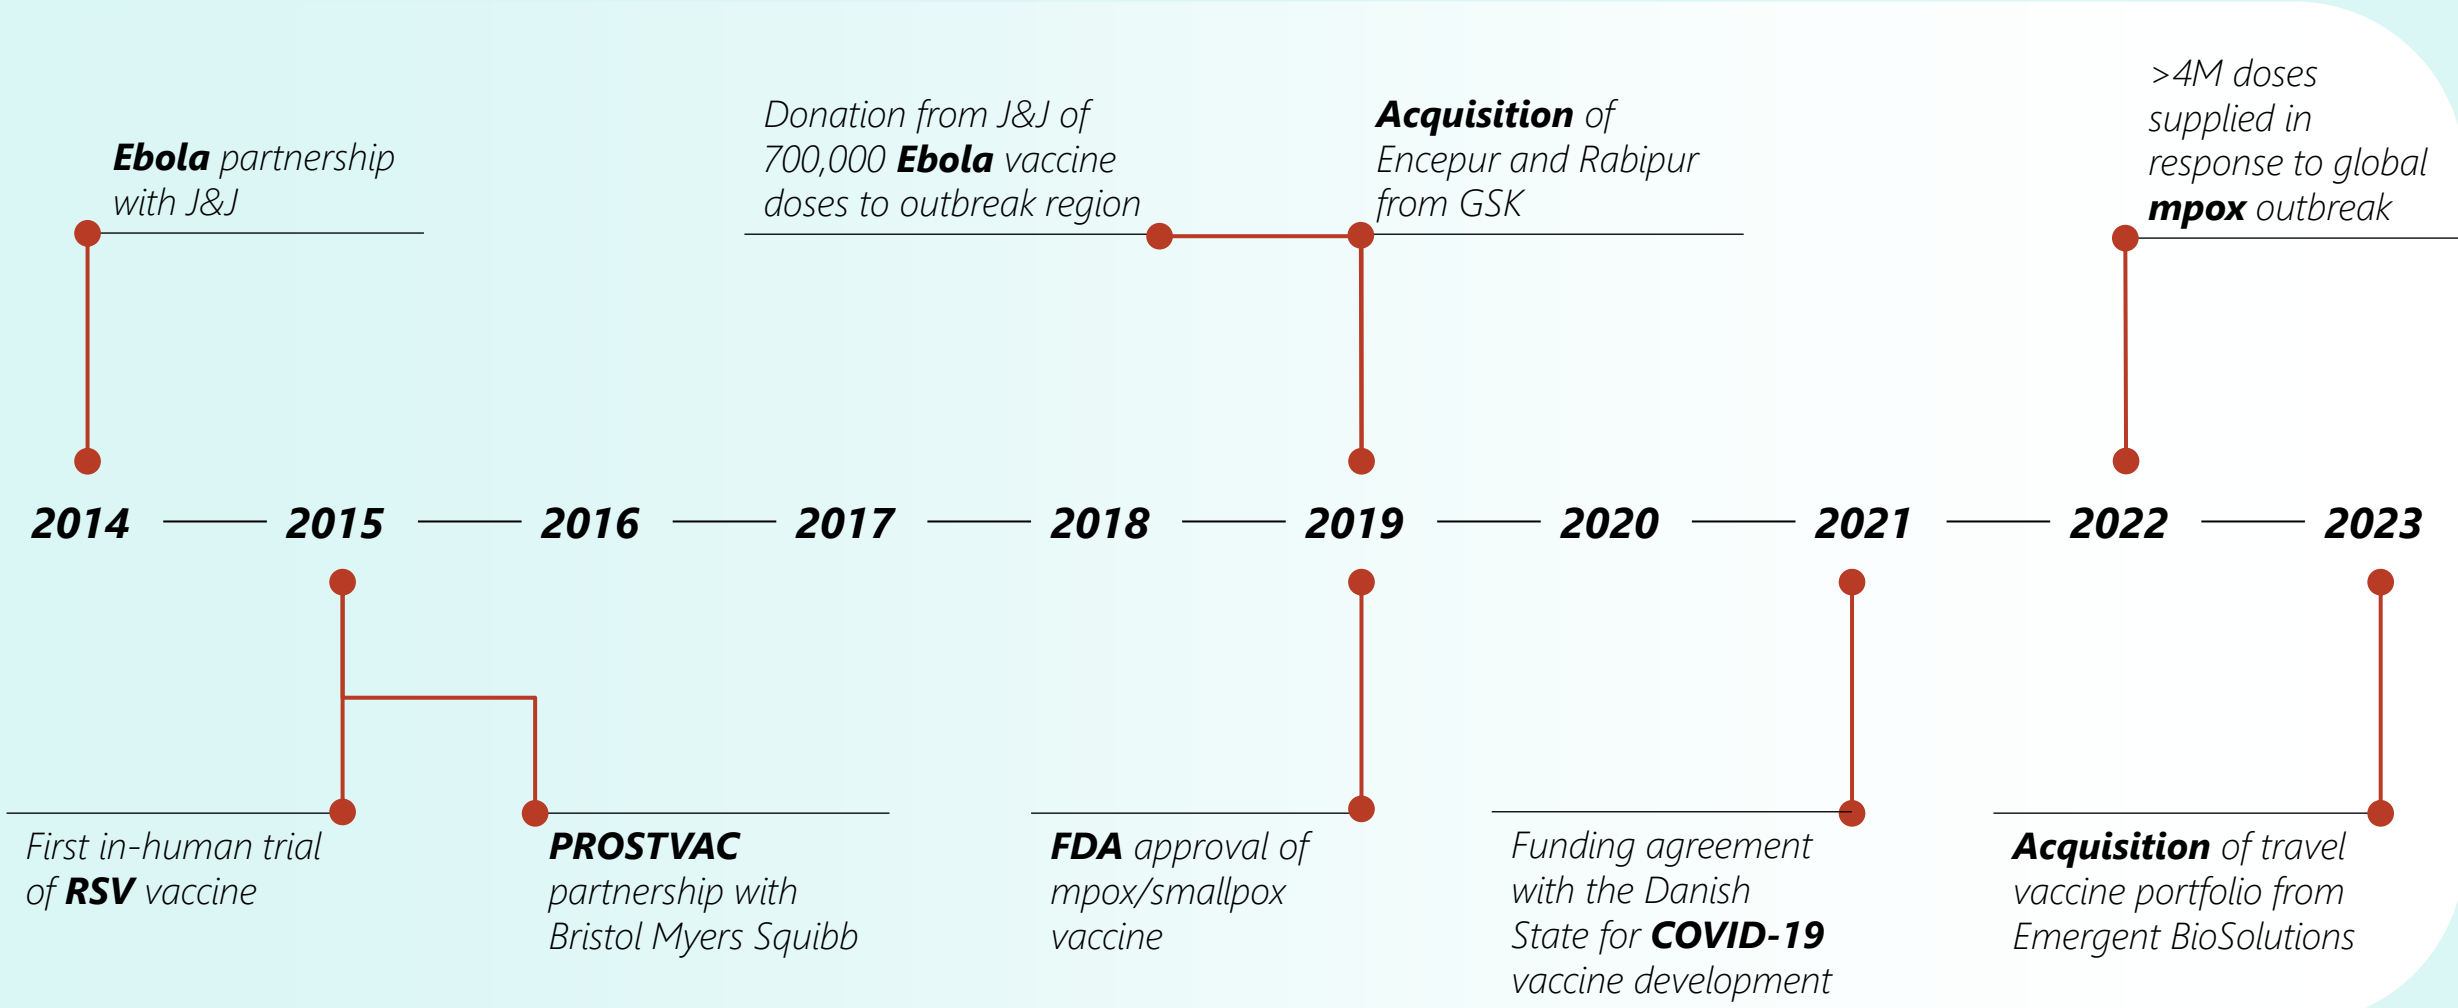 Ebola partnership
with J&J
Donation from J&J of
700,000 Ebola vaccine
doses to outbreak region
Acquisition of
Encepur and Rabipur
from GSK
>4M doses
supplied in
response to global
mpox outbreak
2014
2015
2016
2017
2018
2019
2020
2021
2022
2023
First in-human trial
of RSV vaccine
PROSTVAC
partnership with
Bristol Myers Squibb
FDA approval of
mpox/smallpox
vaccine
Funding agreement
with the Danish
State for COVID-19
vaccine development
Acquisition of travel
vaccine portfolio from
Emergent BioSolutions